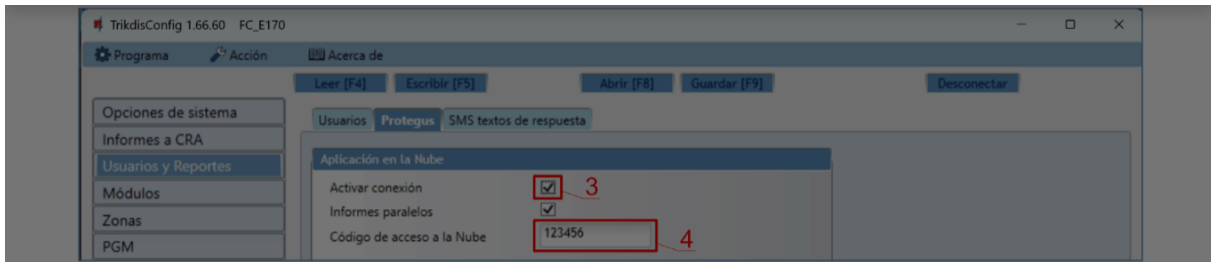 TrikdisConfig 1.66.60 FC_E170
Programa Acción Acerca de
Leer [F4] Escribir [F5] Abrir [F8] Guardar [F9] Desconectar
Opciones de sistema
Informes a CRA
Usuarios y Reportes
Módulos
Zonas
PGM
Usuarios Protegus SMS textos de respuesta
Aplicación en la Nube
Activar conexión 3
Informes paralelos
Código de acceso a la Nube 123456 4